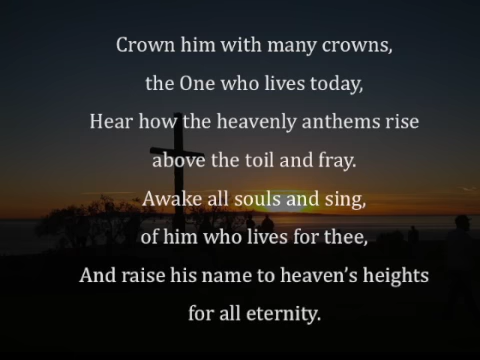 Crown him with many crowns,
the One who lives today,
Hear how the heavenly anthems rise
above the toil and fray.
Awake all souls and sing,
of him who lives for thee,
And raise his name to heaven’s heights
for all eternity.